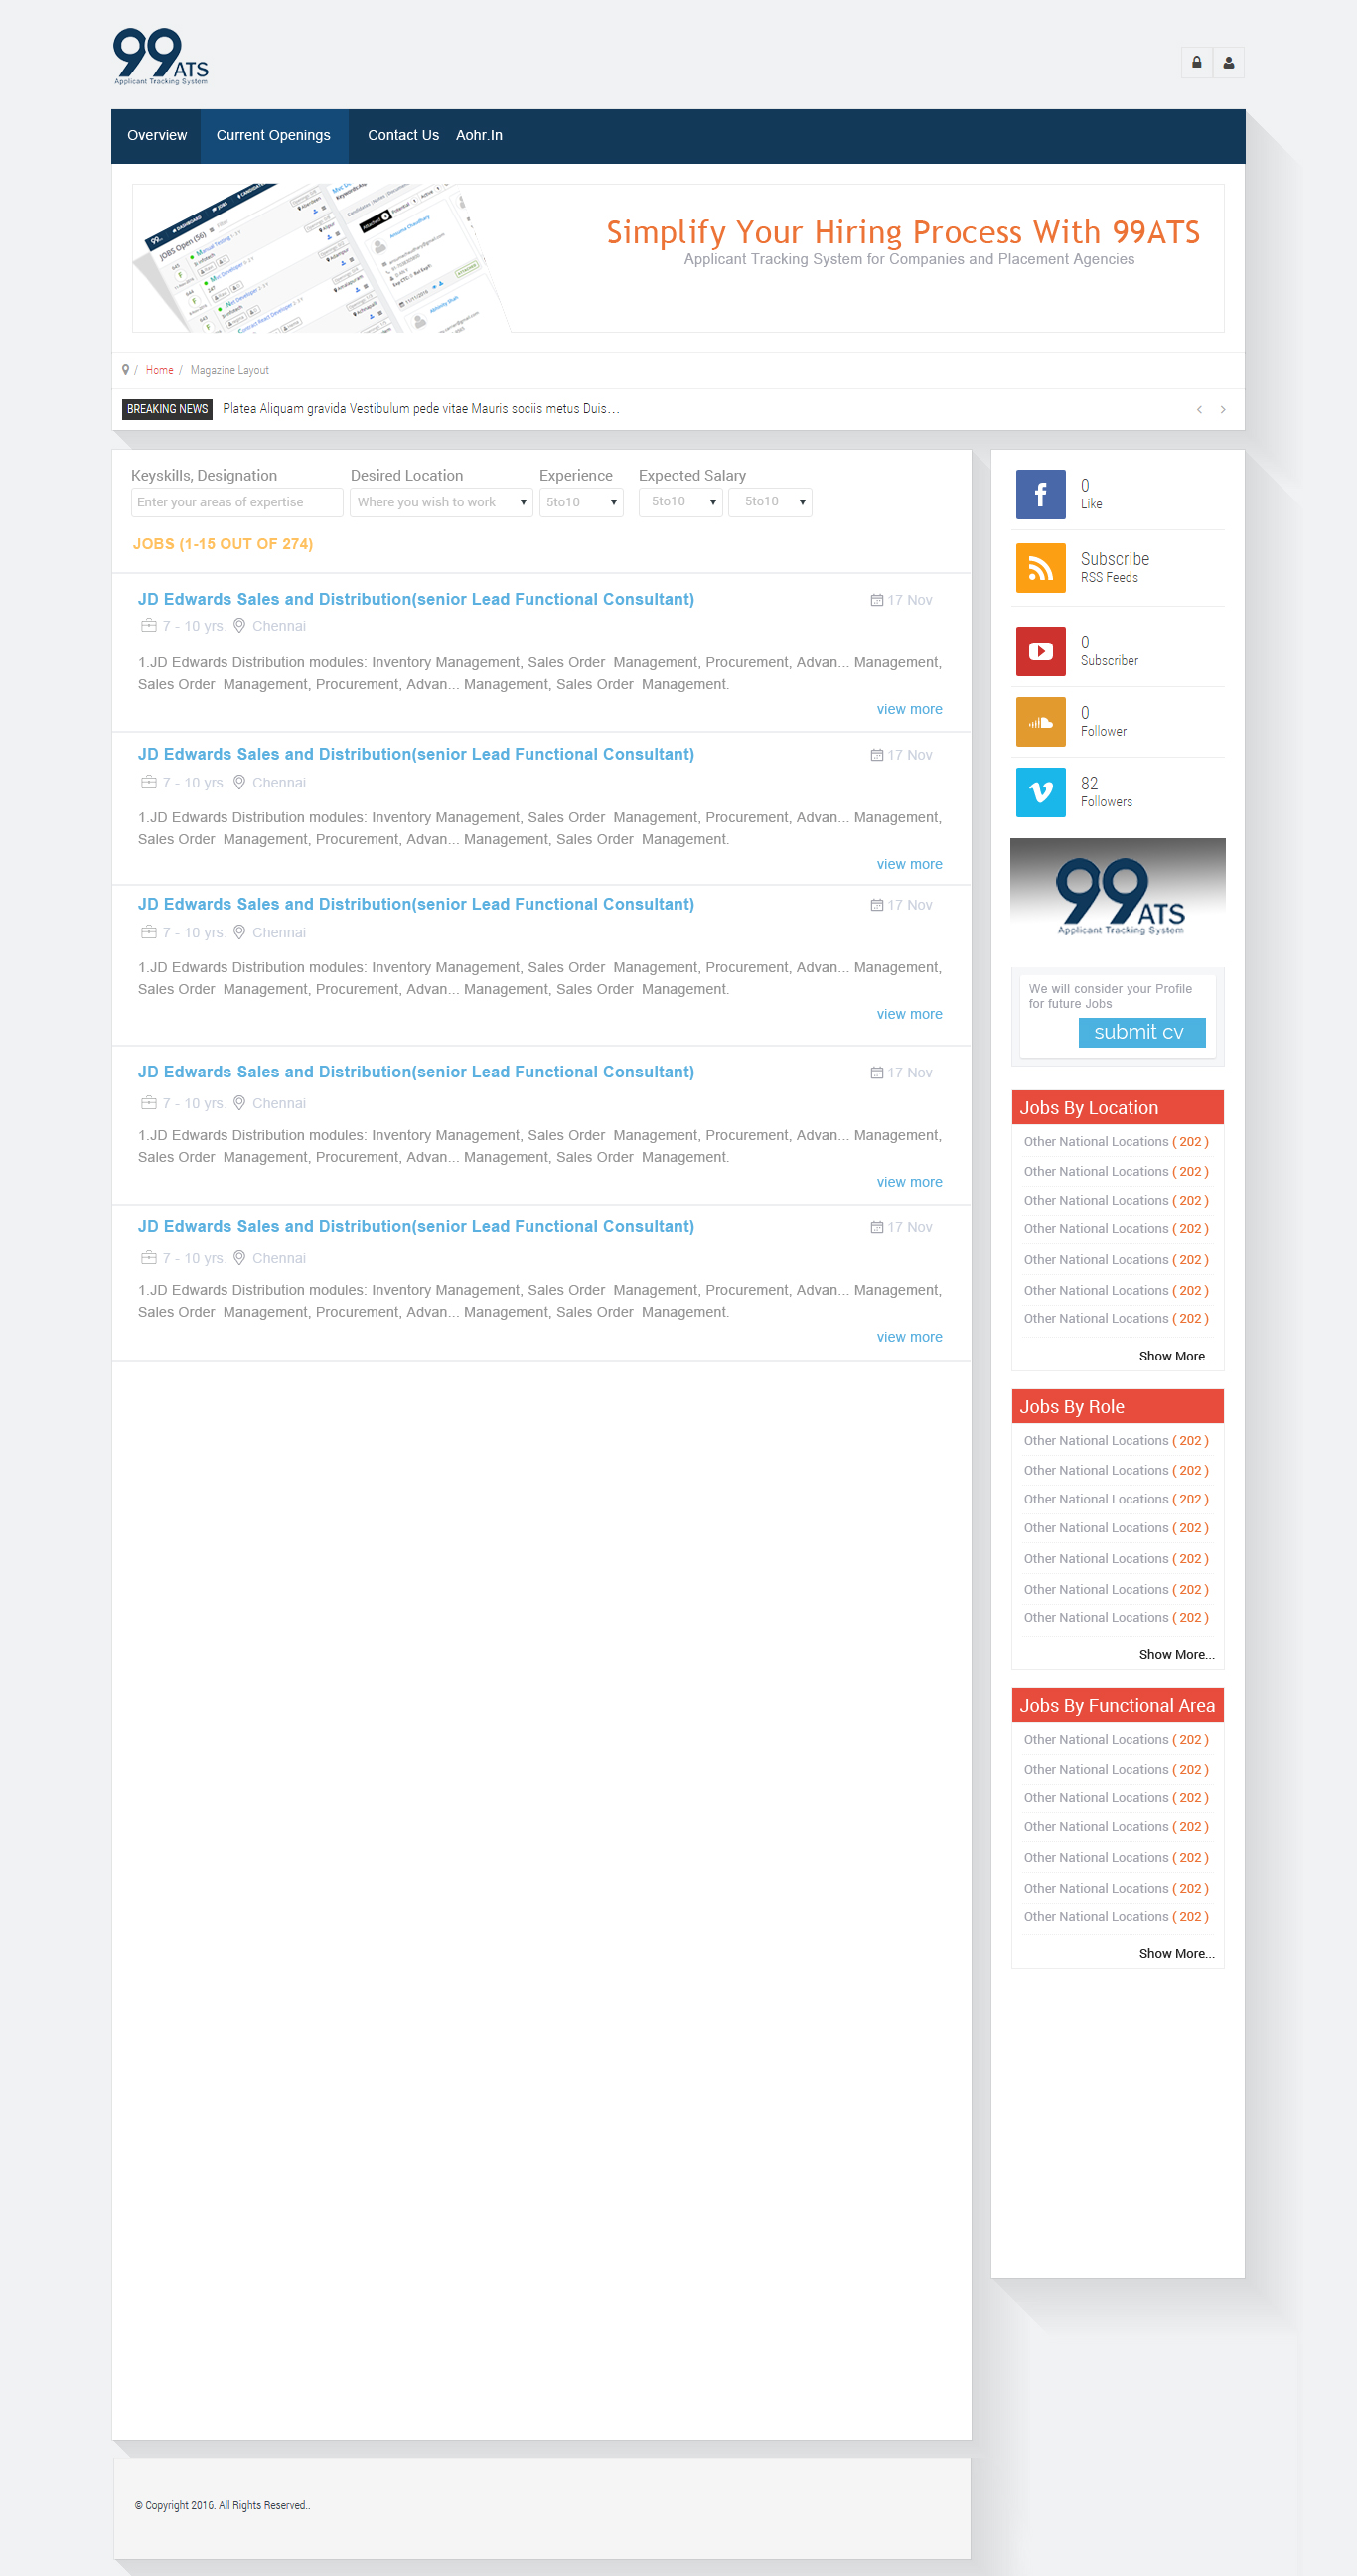 99ATS
Applicant Tracking System
Overview
Current Openings
Contact Us
Aohr.In
JOBS Open (56)
Simplify Your Hiring Process With 99ATS
Applicant Tracking System for Companies and Placement Agencies
/ Home / Magazine Layout
BREAKING NEWS Platea Aliquam gravida Vestibulum pede vitae Mauris sociis metus Duis…
Keyskills, Designation
Desired Location
Experience
Expected Salary
Enter your areas of expertise
Where you wish to work
5to10
5to10
5to10
JOBS (1-15 OUT OF 274)
JD Edwards Sales and Distribution(senior Lead Functional Consultant)
17 Nov
7 - 10 yrs. Chennai
1.JD Edwards Distribution modules: Inventory Management, Sales Order  Management, Procurement, Advan... Management,
Sales Order  Management, Procurement, Advan... Management, Sales Order  Management.
view more
JD Edwards Sales and Distribution(senior Lead Functional Consultant)
17 Nov
7 - 10 yrs. Chennai
1.JD Edwards Distribution modules: Inventory Management, Sales Order  Management, Procurement, Advan... Management,
Sales Order  Management, Procurement, Advan... Management, Sales Order  Management.
view more
JD Edwards Sales and Distribution(senior Lead Functional Consultant)
17 Nov
7 - 10 yrs. Chennai
1.JD Edwards Distribution modules: Inventory Management, Sales Order  Management, Procurement, Advan... Management,
Sales Order  Management, Procurement, Advan... Management, Sales Order  Management.
view more
JD Edwards Sales and Distribution(senior Lead Functional Consultant)
17 Nov
7 - 10 yrs. Chennai
1.JD Edwards Distribution modules: Inventory Management, Sales Order  Management, Procurement, Advan... Management,
Sales Order  Management, Procurement, Advan... Management, Sales Order  Management.
view more
JD Edwards Sales and Distribution(senior Lead Functional Consultant)
17 Nov
7 - 10 yrs. Chennai
1.JD Edwards Distribution modules: Inventory Management, Sales Order  Management, Procurement, Advan... Management,
Sales Order  Management, Procurement, Advan... Management, Sales Order  Management.
view more
0
Like
Subscribe
RSS Feeds
0
Subscriber
0
Follower
82
Followers
99ATS
Applicant Tracking System
We will consider your Profile
for future Jobs
submit cv
Jobs By Location
Other National Locations ( 202 )
Other National Locations ( 202 )
Other National Locations ( 202 )
Other National Locations ( 202 )
Other National Locations ( 202 )
Other National Locations ( 202 )
Other National Locations ( 202 )
Show More...
Jobs By Role
Other National Locations ( 202 )
Other National Locations ( 202 )
Other National Locations ( 202 )
Other National Locations ( 202 )
Other National Locations ( 202 )
Other National Locations ( 202 )
Other National Locations ( 202 )
Show More...
Jobs By Functional Area
Other National Locations ( 202 )
Other National Locations ( 202 )
Other National Locations ( 202 )
Other National Locations ( 202 )
Other National Locations ( 202 )
Other National Locations ( 202 )
Other National Locations ( 202 )
Show More...
© Copyright 2016. All Rights Reserved..